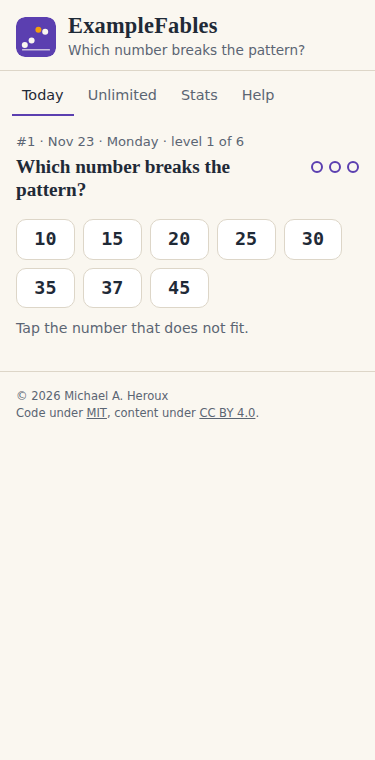 ExampleFables
Which number breaks the pattern?
Today Unlimited Stats Help
#1 · Nov 23 · Monday · level 1 of 6
Which number breaks the
pattern?
10 15 20 25 30
35 37 45
Tap the number that does not fit.
© 2026 Michael A. Heroux
Code under MIT, content under CC BY 4.0.